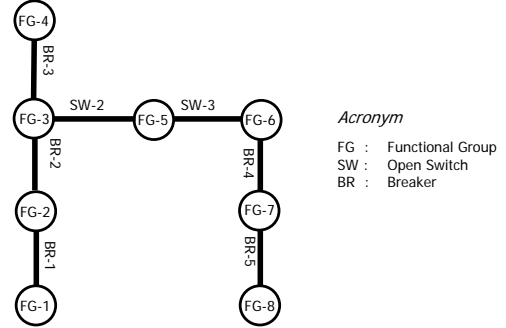 FG-4
BR-3
FG-3
SW-2
FG-5
SW-3
FG-6
BR-2
BR-4
FG-2
FG-7
BR-1
BR-5
FG-1
FG-8
Acronym
FG : Functional Group
SW : Open Switch
BR : Breaker